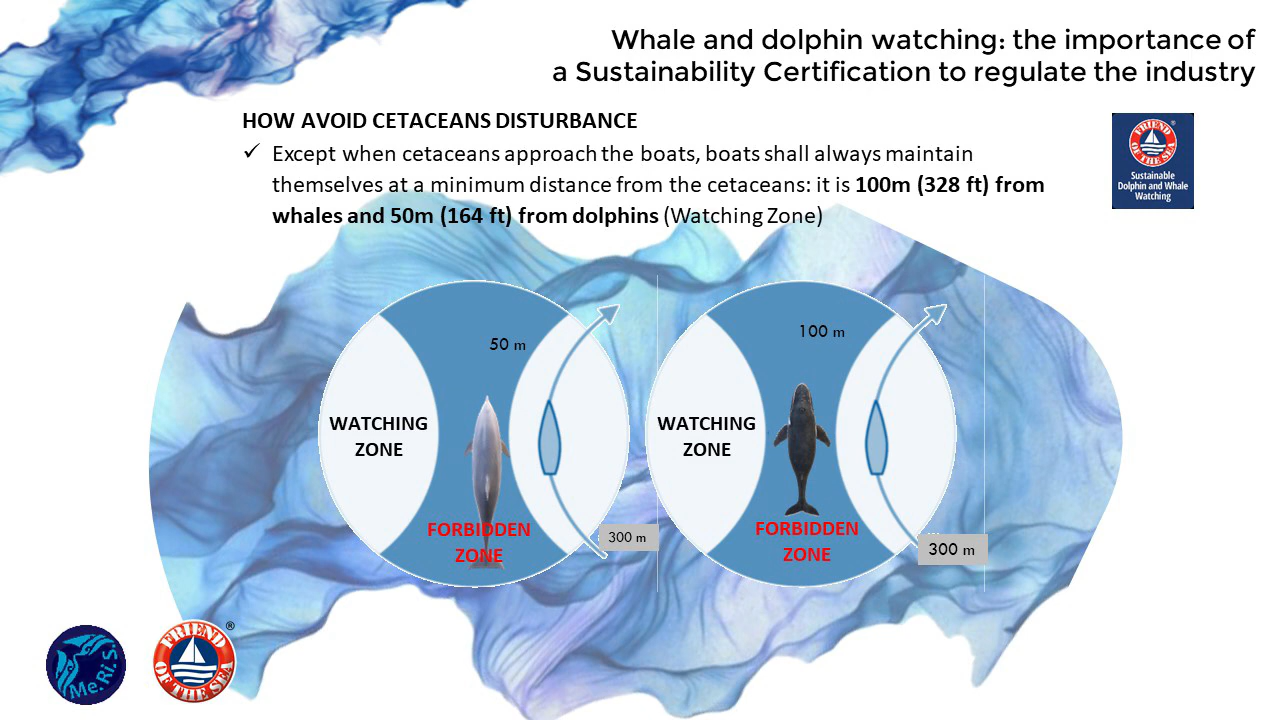 Whale and dolphin watching: the importance of
a Sustainability Certification to regulate the industry
HOW AVOID CETACEANS DISTURBANCE
✓ Except when cetaceans approach the boats, boats shall always maintain
themselves at a minimum distance from the cetaceans: it is 100m (328 ft) from
whales and 50m (164 ft) from dolphins (Watching Zone)
FRIEND
OF THE SEA
®
Sustainable
Dolphin and Whale
Watching
50 m
WATCHING
ZONE
FORBIDDEN
ZONE
300 m
100 m
WATCHING
ZONE
FORBIDDEN
ZONE
300 m
Me.Ri.S.
FRIEND
OF THE SEA
®